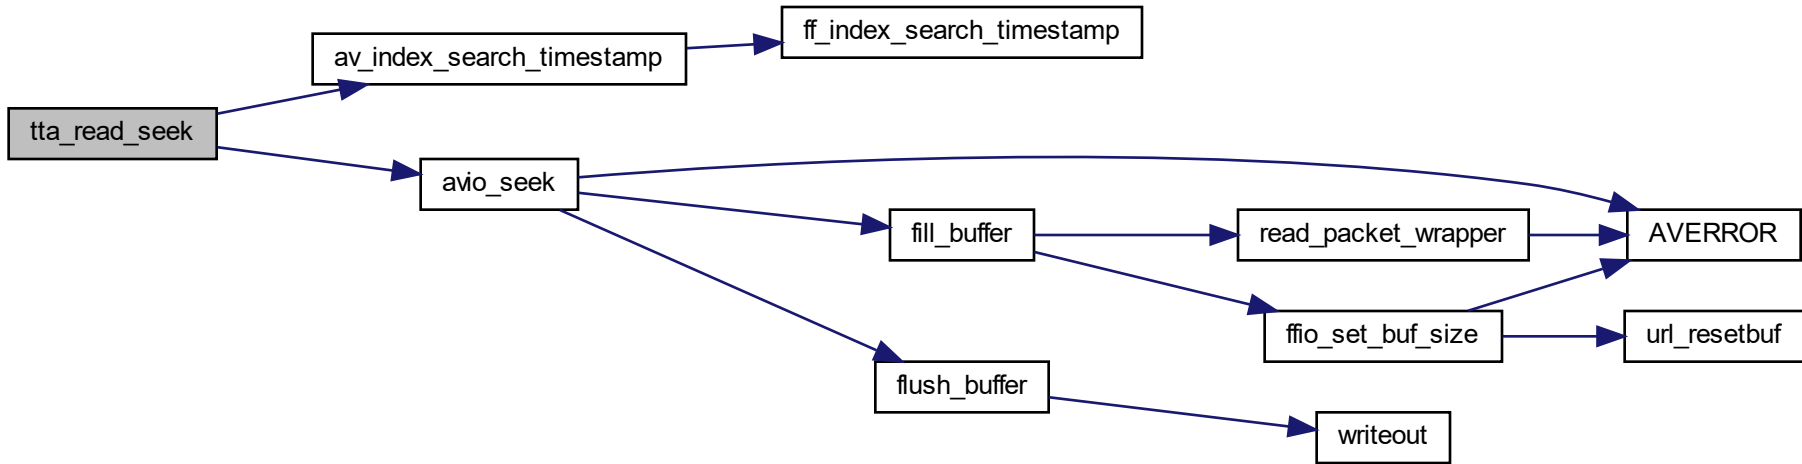 ff_index_search_timestamp
av_index_search_timestamp
tta_read_seek
avio_seek
fill_buffer
read_packet_wrapper
AVERROR
ffio_set_buf_size
url_resetbuf
flush_buffer
writeout